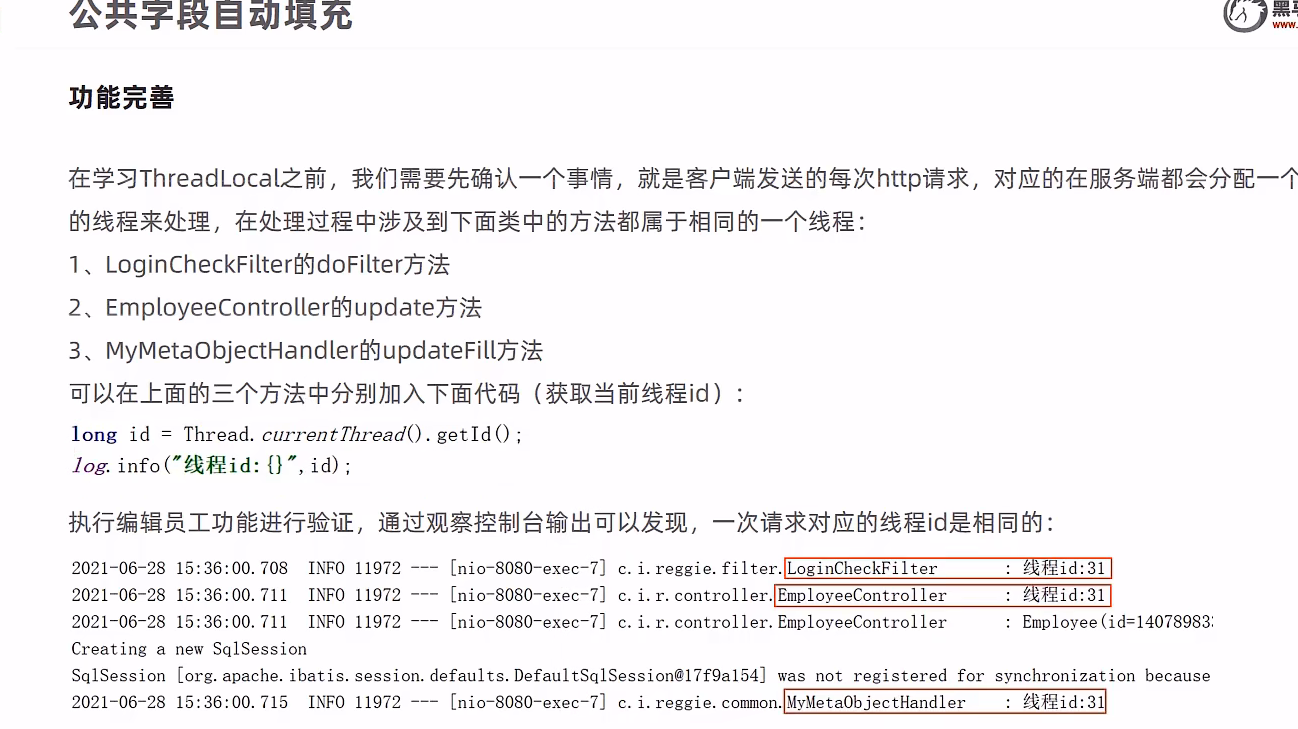 公共字段自动填充
黑马
www.
功能完善
在学习ThreadLocal之前，我们需要先确认一个事情，就是客户端发送的每次http请求，对应的在服务端都会分配一个
的线程来处理，在处理过程中涉及到下面类中的方法都属于相同的一个线程：
1、LoginCheckFilter的doFilter方法
2、EmployeeController的update方法
3、MyMetaObjectHandler的updateFill方法
可以在上面的三个方法中分别加入下面代码（获取当前线程id）：
long id = Thread.currentThread().getId();
log.info("线程id:{}",id);
执行编辑员工功能进行验证，通过观察控制台输出可以发现，一次请求对应的线程id是相同的：
2021-06-28 15:36:00.708  INFO 11972 --- [nio-8080-exec-7] c.i.reggie.filter.LoginCheckFilter       : 线程id:31
2021-06-28 15:36:00.711  INFO 11972 --- [nio-8080-exec-7] c.i.r.controller.EmployeeController      : 线程id:31
2021-06-28 15:36:00.711  INFO 11972 --- [nio-8080-exec-7] c.i.r.controller.EmployeeController      : Employee(id=14078983
Creating a new SqlSession
SqlSession [org.apache.ibatis.session.defaults.DefaultSqlSession@17f9a154] was not registered for synchronization because
2021-06-28 15:36:00.715  INFO 11972 --- [nio-8080-exec-7] c.i.reggie.common.MyMetaObjectHandler    : 线程id:31